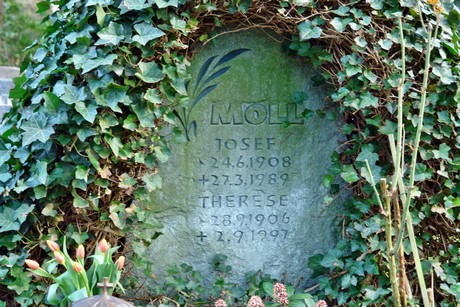 MOLL
JOSEF
*24.6.1908
+27.3.1989
THERESE
*28.9.1906
+2.9.1997